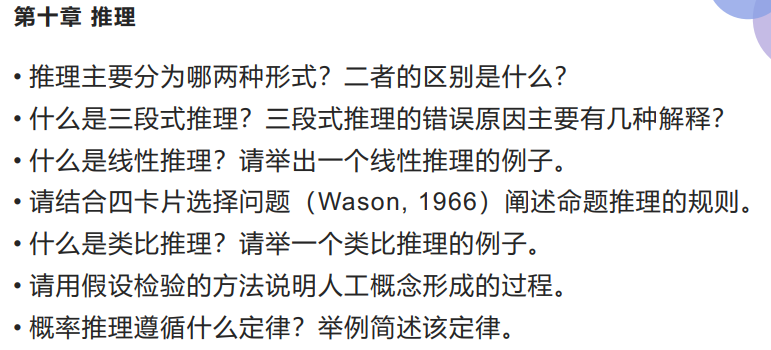 第十章 推理
• 推理主要分为哪两种形式？二者的区别是什么？
• 什么是三段式推理？三段式推理的错误原因主要有几种解释？
• 什么是线性推理？请举出一个线性推理的例子。
• 请结合四卡片选择问题（Wason, 1966）阐述命题推理的规则。
• 什么是类比推理？请举一个类比推理的例子。
• 请用假设检验的方法说明人工概念形成的过程。
• 概率推理遵循什么定律？举例简述该定律。